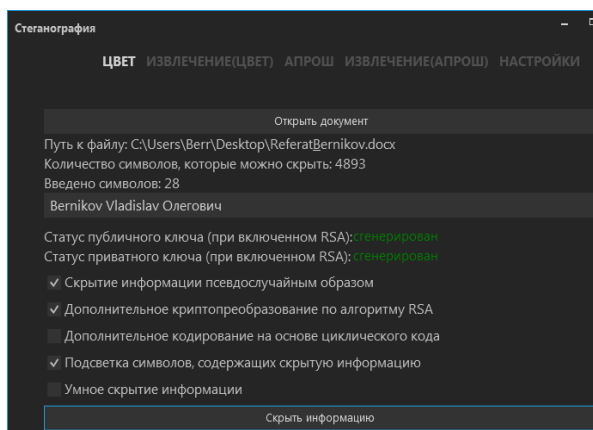 Стеганография
ЦВЕТ ИЗВЛЕЧЕНИЕ(ЦВЕТ) АПРОШ ИЗВЛЕЧЕНИЕ(АПРОШ) НАСТРОЙКИ
Открыть документ
Путь к файлу: C:\Users\Berr\Desktop\ReferatBernikov.docx
Количество символов, которые можно скрыть: 4893
Введено символов: 28
Bernikov Vladislav Олегович
Статус публичного ключа (при включенном RSA):сгенерирован
Статус приватного ключа (при включенном RSA):сгенерирован
Скрытие информации псевдослучайным образом
Дополнительное криптопреобразование по алгоритму RSA
Дополнительное кодирование на основе циклического кода
Подсветка символов, содержащих скрытую информацию
Умное скрытие информации
Скрыть информацию